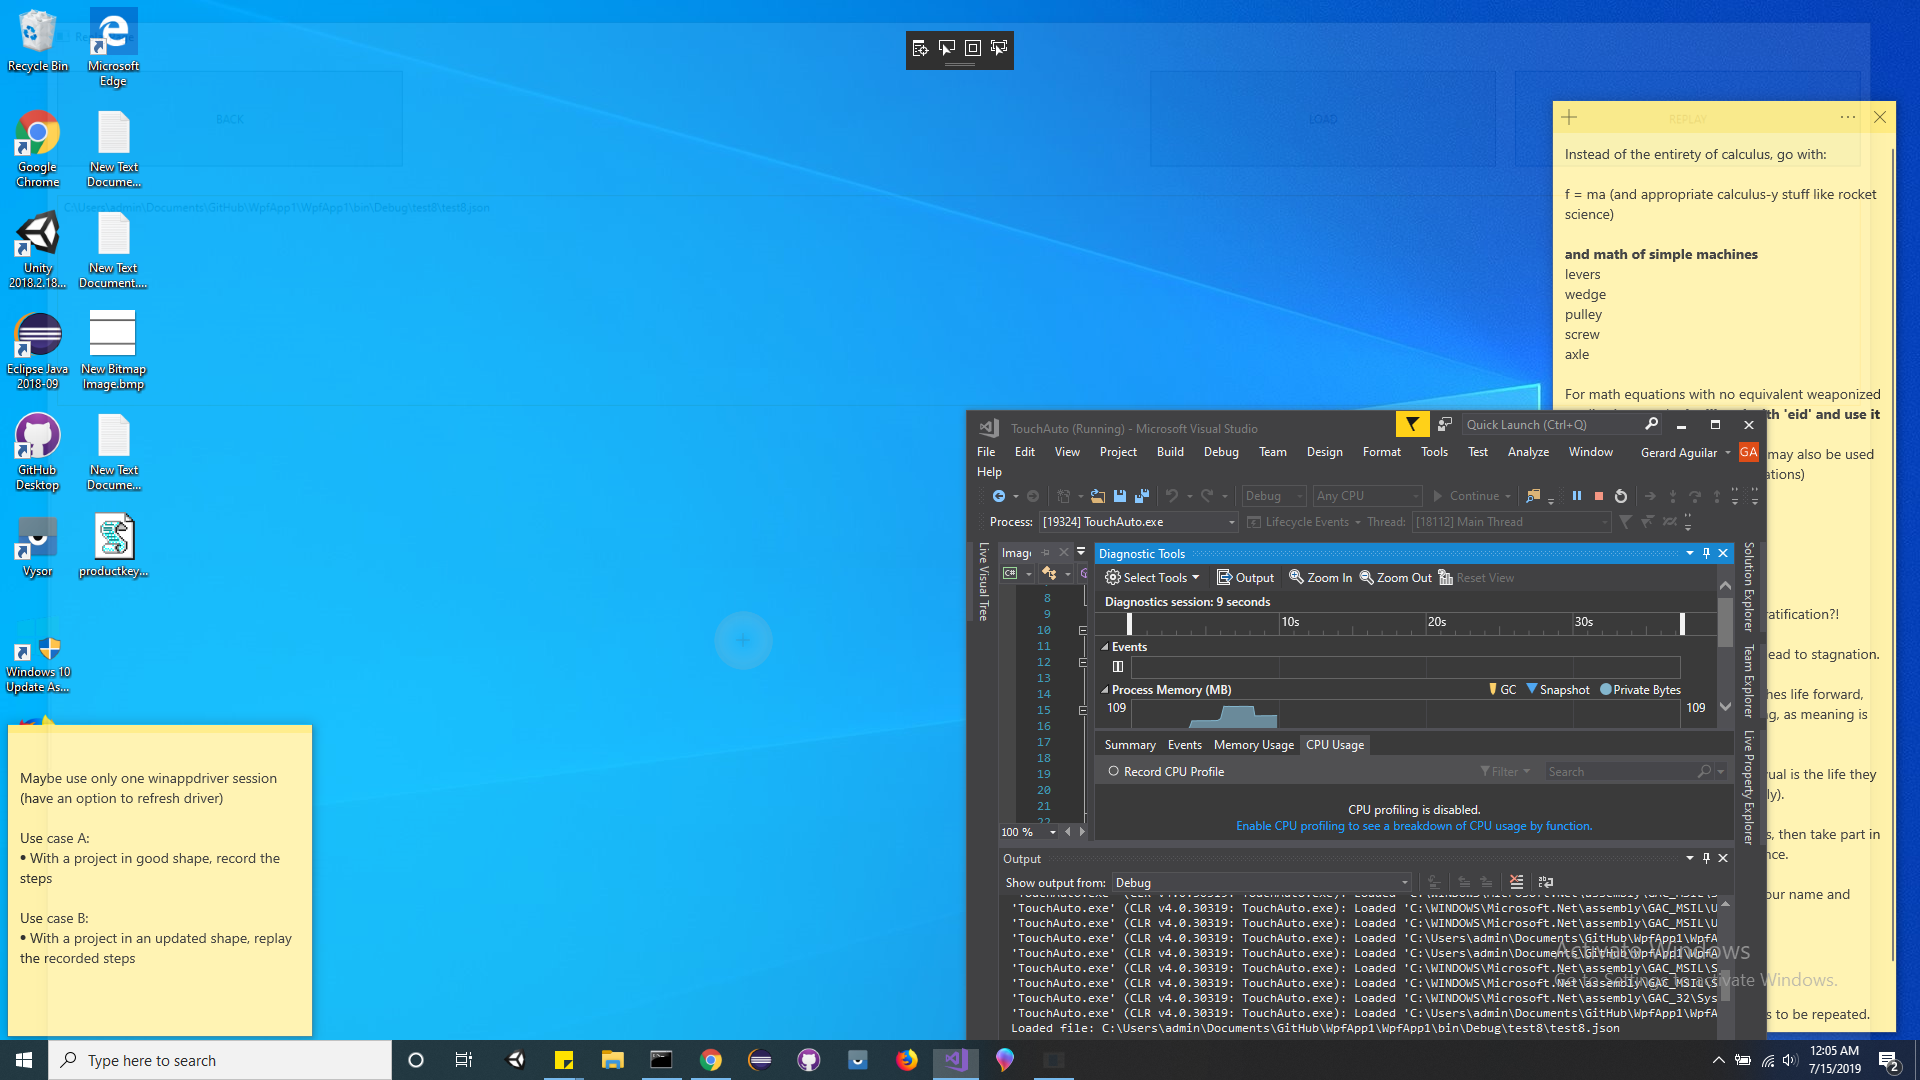 Recycle Bin
Microsoft
Edge
Google
Chrome
New Text
Docume...
Unity
2018.2.18...
New Text
Document....
Eclipse Java
2018-09
New Bitmap
Image.bmp
GitHub
Desktop
New Text
Docume...
Vysor
productkey...
Windows 10
Update As...
BACK
LOAD
REPLAY
C:\Users\admin\Documents\GitHub\WpfApp1\WpfApp1\bin\Debug\test8\test8.json
Instead of the entirety of calculus, go with:
f = ma (and appropriate calculus-y stuff like rocket
science)
and math of simple machines
levers
wedge
pulley
screw
axle
For math equations with no equivalent weaponized
'eid' and use it
may also be used
ations)
ratification?!
ead to stagnation.
hes life forward,
g, as meaning is
ual is the life they
ly).
s, then take part in
nce.
our name and
s to be repeated.
Maybe use only one winappdriver session
(have an option to refresh driver)
Use case A:
• With a project in good shape, record the
steps
Use case B:
• With a project in an updated shape, replay
the recorded steps
TouchAuto (Running) - Microsoft Visual Studio
Quick Launch (Ctrl+Q)
File Edit View Project Build Debug Team Design Format Tools Test Analyze Window Gerard Aguilar GA
Help
Debug Any CPU Continue
Process: [19324] TouchAuto.exe Lifecycle Events Thread: [18112] Main Thread
Live Visual Tree
Imag
C#
8
9
10
11
12
13
14
15
16
17
18
19
20
21
22
100 %
Diagnostic Tools
Select Tools Output Zoom In Zoom Out Reset View
Diagnostics session: 9 seconds
10s 20s 30s
Events
Process Memory (MB) GC Snapshot Private Bytes
109 109
Summary Events Memory Usage CPU Usage
Record CPU Profile Filter Search
CPU profiling is disabled.
Enable CPU profiling to see a breakdown of CPU usage by function.
Solution Explorer
Team Explorer
Live Property Explorer
Output
Show output from: Debug
'TouchAuto.exe' (CLR v4.0.30319: TouchAuto.exe): Loaded 'C:\WINDOWS\Microsoft.Net\assembly\GAC_MSIL\S
'TouchAuto.exe' (CLR v4.0.30319: TouchAuto.exe): Loaded 'C:\WINDOWS\Microsoft.Net\assembly\GAC_MSIL\U
'TouchAuto.exe' (CLR v4.0.30319: TouchAuto.exe): Loaded 'C:\WINDOWS\Microsoft.Net\assembly\GAC_MSIL\U
'TouchAuto.exe' (CLR v4.0.30319: TouchAuto.exe): Loaded 'C:\Users\admin\Documents\GitHub\WpfApp1\WpfA
'TouchAuto.exe' (CLR v4.0.30319: TouchAuto.exe): Loaded 'C:\Users\admin\Documents\GitHub\WpfApp1\WpfA
'TouchAuto.exe' (CLR v4.0.30319: TouchAuto.exe): Loaded 'C:\WINDOWS\Microsoft.Net\assembly\GAC_MSIL\S
'TouchAuto.exe' (CLR v4.0.30319: TouchAuto.exe): Loaded 'C:\WINDOWS\Microsoft.Net\assembly\GAC_MSIL\S
'TouchAuto.exe' (CLR v4.0.30319: TouchAuto.exe): Loaded 'C:\WINDOWS\Microsoft.Net\assembly\GAC_32\Sys
'TouchAuto.exe' (CLR v4.0.30319: TouchAuto.exe): Loaded 'C:\Users\admin\Documents\GitHub\WpfApp1\WpfA
Loaded file: C:\Users\admin\Documents\GitHub\WpfApp1\WpfApp1\bin\Debug\test8\test8.json
Activate Windows
Go to Settings to activate Windows.
Type here to search
12:05 AM
7/15/2019
2